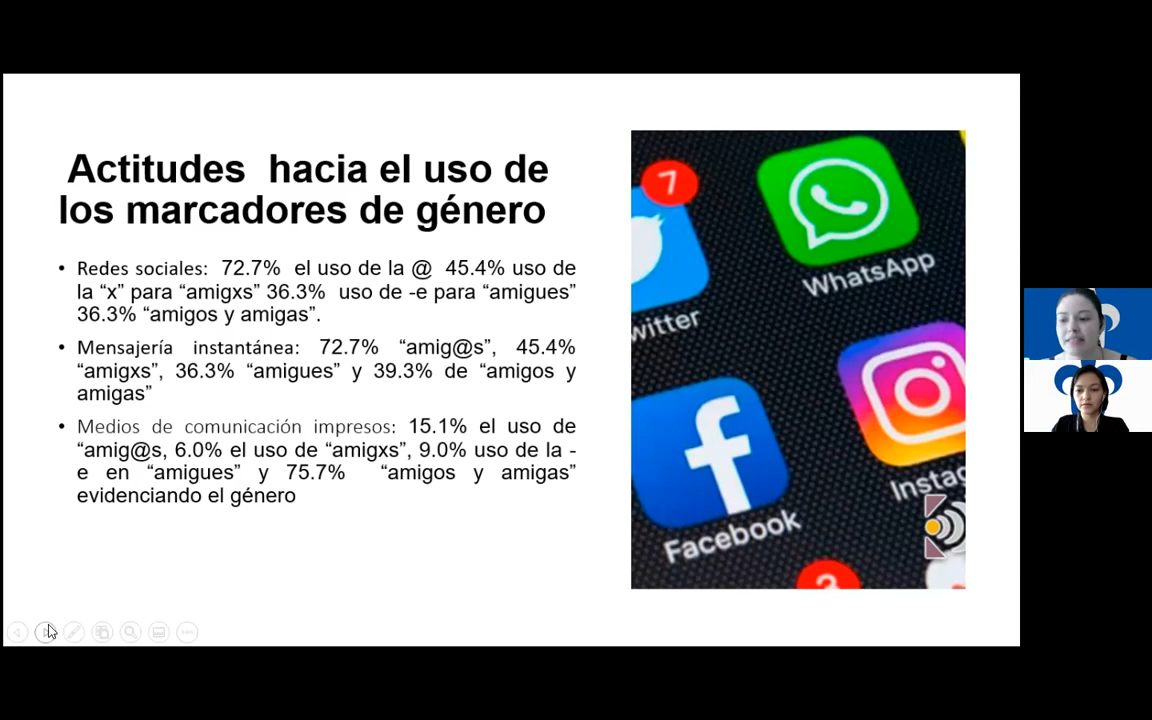 Actitudes hacia el uso de
los marcadores de género
• Redes sociales: 72.7% el uso de la @ 45.4% uso de
la “x” para “amigxs” 36.3% uso de -e para “amigues”
36.3% “amigos y amigas”.
• Mensajería instantánea: 72.7% “amig@s”, 45.4%
“amigxs”, 36.3% “amigues” y 39.3% de “amigos y
amigas”
• Medios de comunicación impresos: 15.1% el uso de
“amig@s, 6.0% el uso de “amigxs”, 9.0% uso de la -
e en “amigues” y 75.7% “amigos y amigas”
evidenciando el género
7
WhatsApp
witter
Facebook
Instag
3